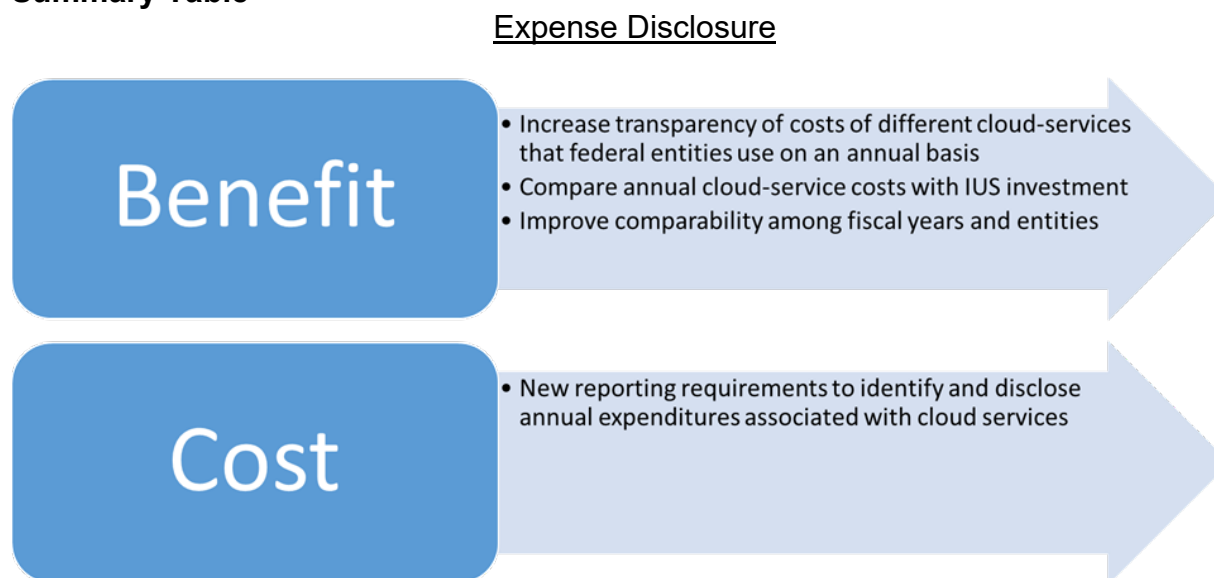 Summary Table
Expense Disclosure
Benefit
• Increase transparency of costs of different cloud-services
that federal entities use on an annual basis
• Compare annual cloud-service costs with IUS investment
• Improve comparability among fiscal years and entities
Cost
• New reporting requirements to identify and disclose
annual expenditures associated with cloud services